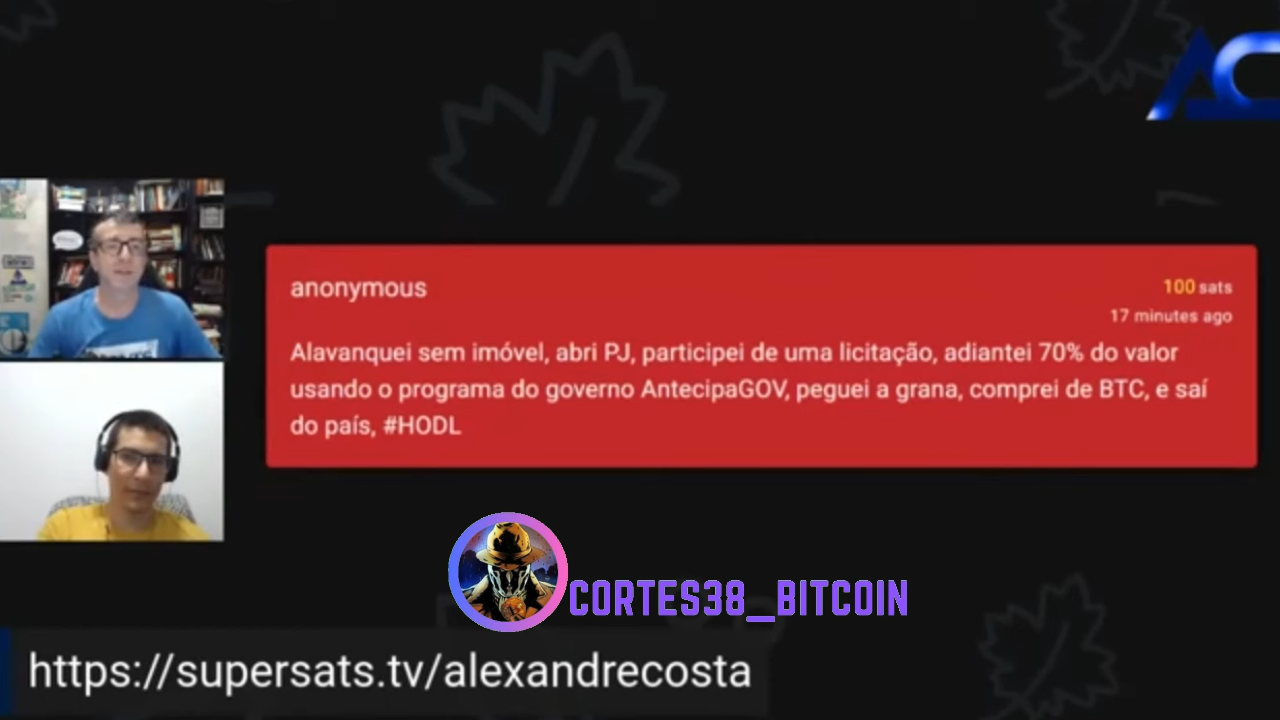 AC
anonymous
100 sats
17 minutes ago
Alavanquei sem imóvel, abri PJ, participei de uma licitação, adiantei 70% do valor
usando o programa do governo AntecipaGOV, peguei a grana, comprei de BTC, e saí
do país, #HODL
CORTES38_BITCOIN
https://supersats.tv/alexandrecosta